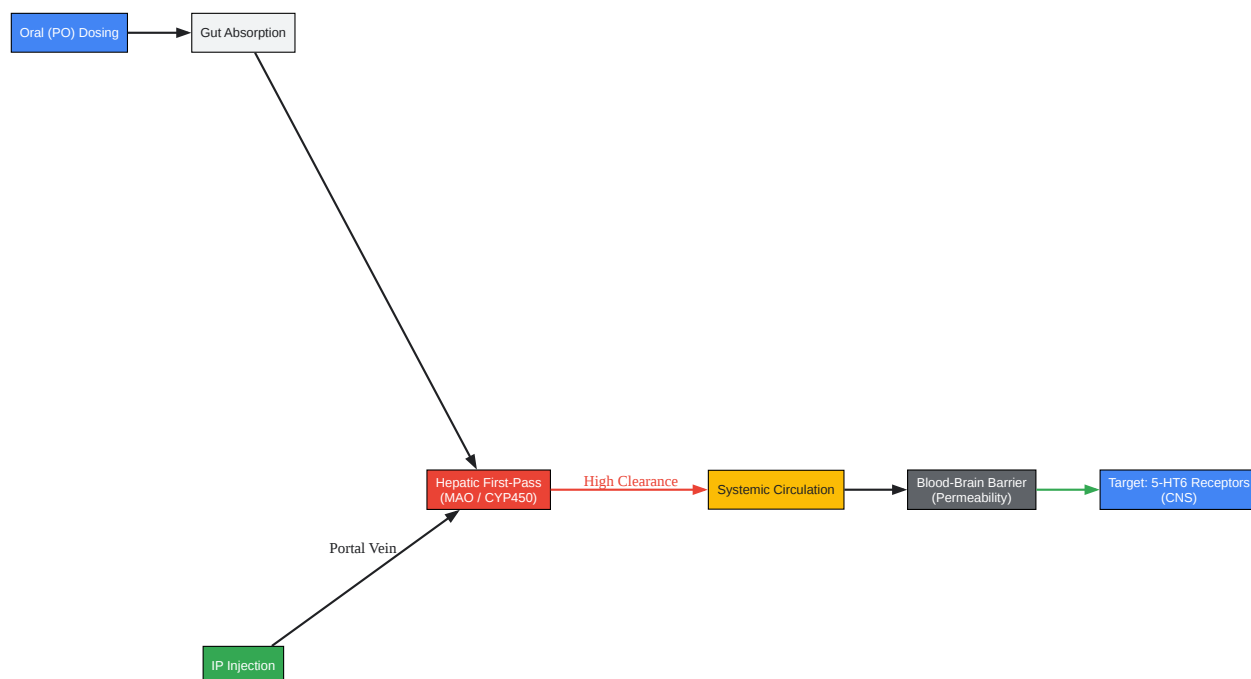 Oral (PO) Dosing
Gut Absorption
Hepatic First-Pass
(MAO / CYP450)
High Clearance
Systemic Circulation
Blood-Brain Barrier
(Permeability)
Target: 5-HT6 Receptors
(CNS)
Portal Vein
IP Injection